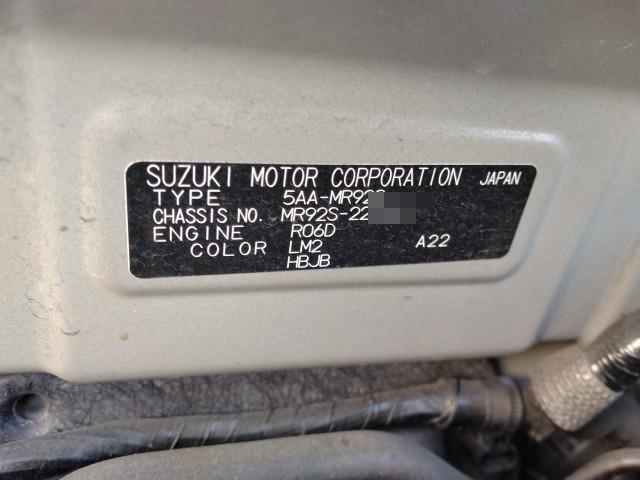 SUZUKI MOTOR CORPORATION JAPAN
TYPE 5AA-MR92
CHASSIS NO. MR92S-22
ENGINE R06D
COLOR LM2 A22
HBJB